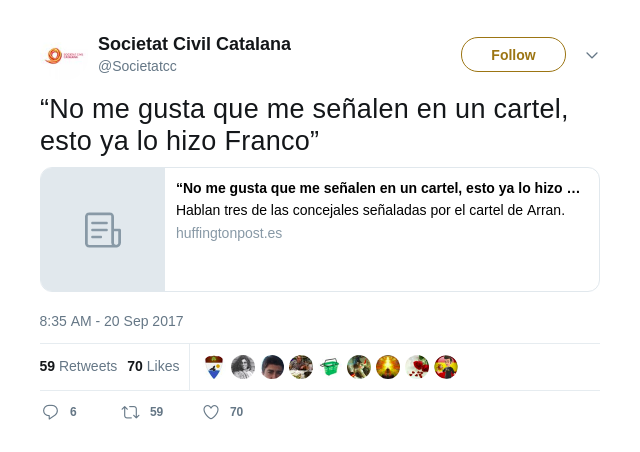 Societat Civil Catalana
@Societatcc
Follow
“No me gusta que me señalen en un cartel,
esto ya lo hizo Franco”
“No me gusta que me señalen en un cartel, esto ya lo hizo ...
Hablan tres de las concejales señaladas por el cartel de Arran.
huffingtonpost.es
8:35 AM - 20 Sep 2017
59 Retweets 70 Likes
6 59 70